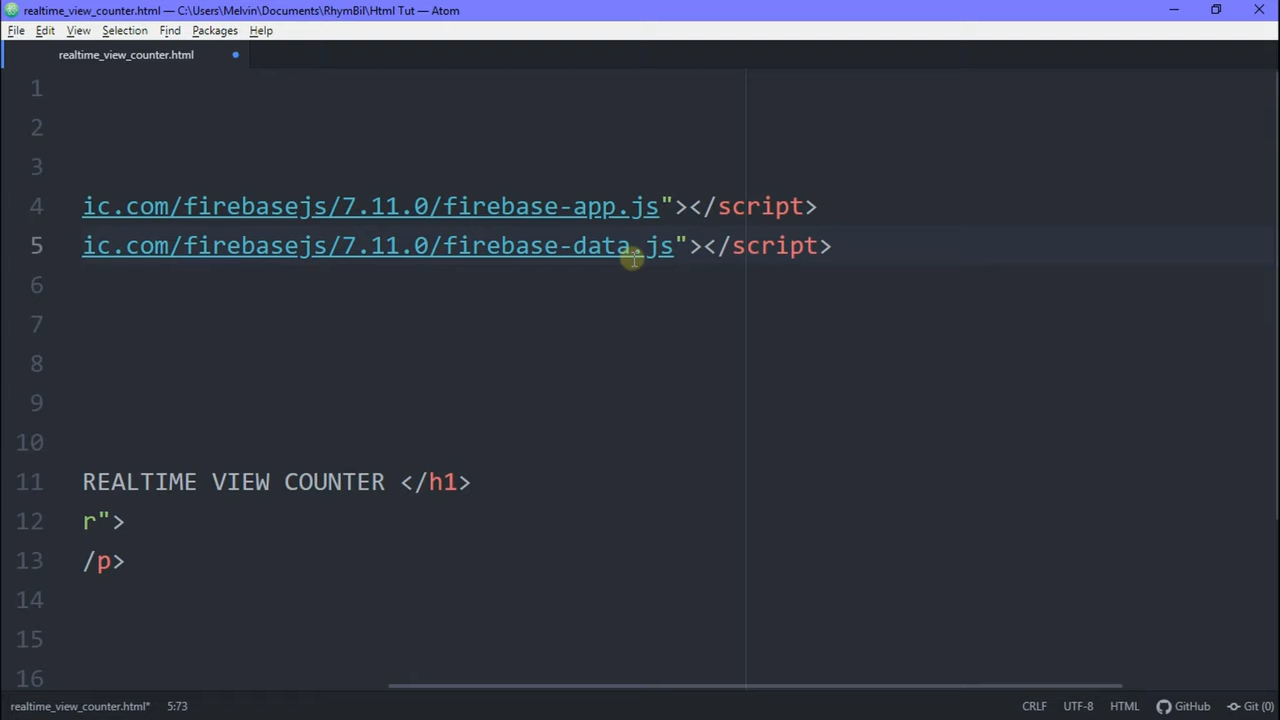 realtime_view_counter.html — C:\Users\Melvin\Documents\RhymBil\Html Tut — Atom
File Edit View Selection Find Packages Help
realtime_view_counter.html
1
2
3
4 ic.com/firebasejs/7.11.0/firebase-app.js"></script>
5 ic.com/firebasejs/7.11.0/firebase-data.js"></script>
6
7
8
9
10
11 REALTIME VIEW COUNTER </h1>
12 r">
13 /p>
14
15
16
realtime_view_counter.html* 5:73 CRLF UTF-8 HTML GitHub Git (0)